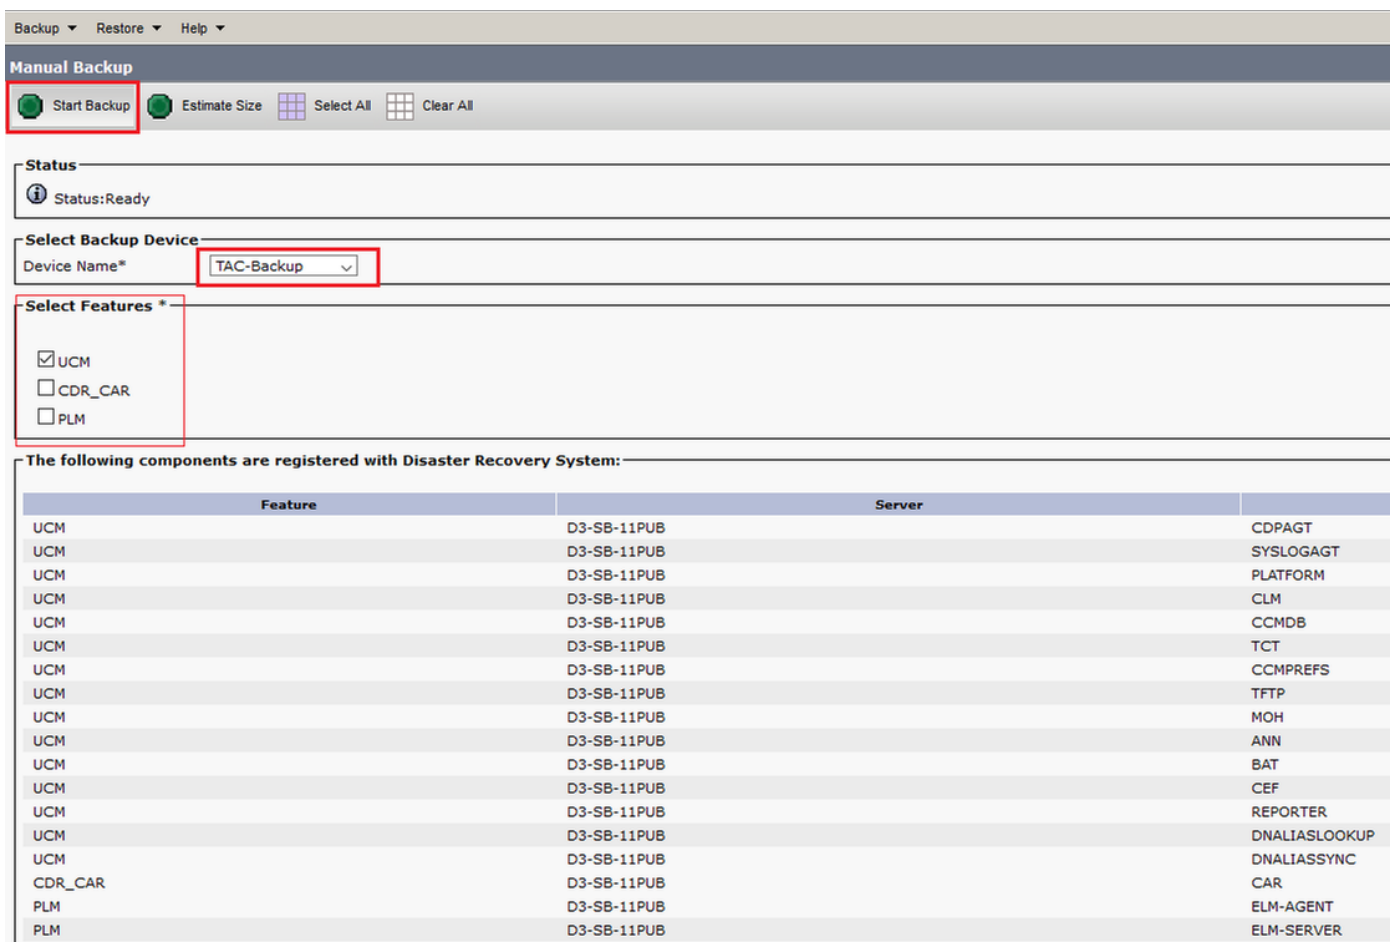 Backup Restore Help
Manual Backup
Start Backup Estimate Size Select All Clear All
Status
Status:Ready
Select Backup Device
Device Name* TAC-Backup
Select Features *
UCM
CDR_CAR
PLM
The following components are registered with Disaster Recovery System:
Feature Server
UCM D3-SB-11PUB CDPAGT
UCM D3-SB-11PUB SYSLOGAGT
UCM D3-SB-11PUB PLATFORM
UCM D3-SB-11PUB CLM
UCM D3-SB-11PUB CCMDB
UCM D3-SB-11PUB TCT
UCM D3-SB-11PUB CCMPREFS
UCM D3-SB-11PUB TFTP
UCM D3-SB-11PUB MOH
UCM D3-SB-11PUB ANN
UCM D3-SB-11PUB BAT
UCM D3-SB-11PUB CEF
UCM D3-SB-11PUB REPORTER
UCM D3-SB-11PUB DNALIASLOOKUP
UCM D3-SB-11PUB DNALIASSYNC
CDR_CAR D3-SB-11PUB CAR
PLM D3-SB-11PUB ELM-AGENT
PLM D3-SB-11PUB ELM-SERVER